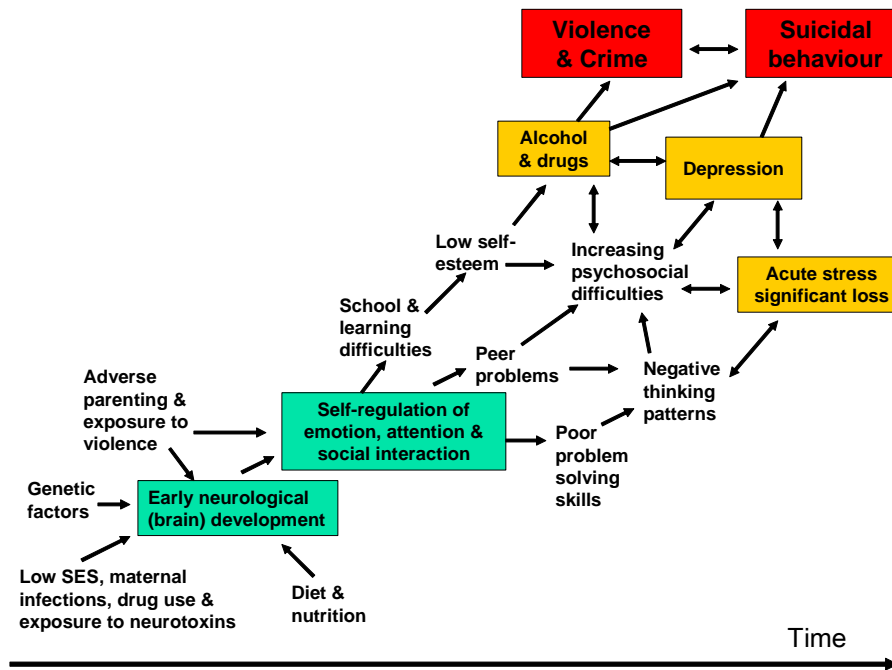 Violence
& Crime
Suicidal
behaviour
Alcohol
& drugs
Depression
Low self-
esteem
Increasing
psychosocial
difficulties
Acute stress
significant loss
School &
learning
difficulties
Peer
problems
Negative
thinking
patterns
Adverse
parenting &
exposure to
violence
Self-regulation of
emotion, attention &
social interaction
Poor
problem
solving
skills
Genetic
factors
Early neurological
(brain) development
Low SES, maternal
infections, drug use &
exposure to neurotoxins
Diet &
nutrition
Time